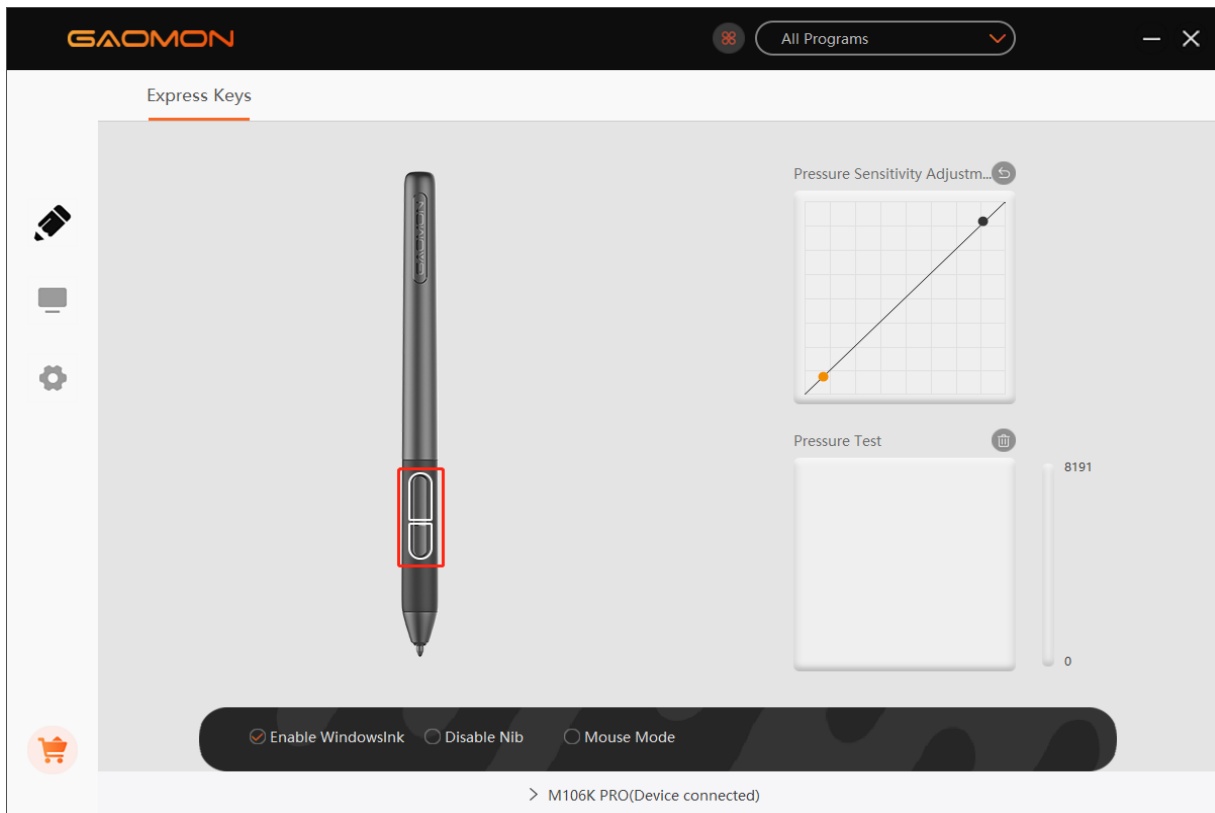 GAOMON
All Programs
Express Keys
GAOMON
Pressure Sensitivity Adjustm...
Pressure Test
8191
0
Enable WindowsInk
Disable Nib
Mouse Mode
M106K PRO(Device connected)